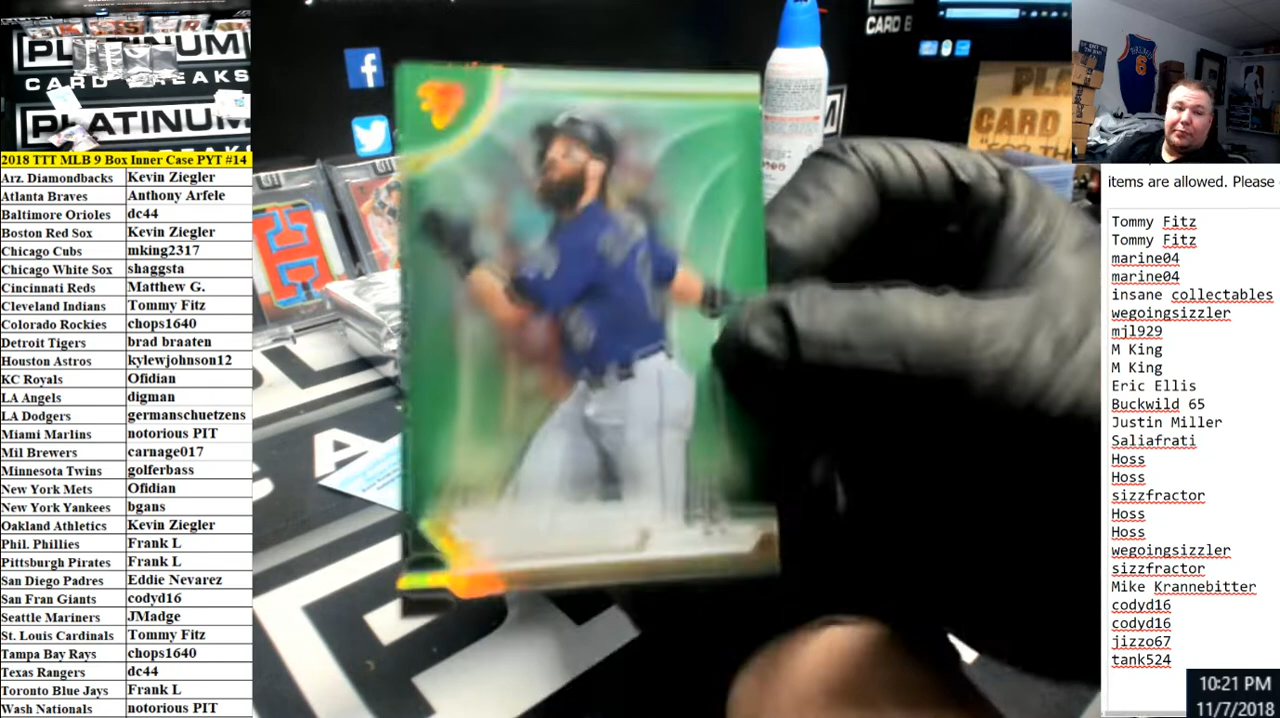 PLATINUM
CARD BREAKS
PLATINUM
2018 TTT MLB 9 Box Inner Case PYT #14
Arz. Diamondbacks Kevin Ziegler
Atlanta Braves Anthony Arfele
Baltimore Orioles dc44
Boston Red Sox Kevin Ziegler
Chicago Cubs mking2317
Chicago White Sox shaggsta
Cincinnati Reds Matthew G.
Cleveland Indians Tommy Fitz
Colorado Rockies chops1640
Detroit Tigers brad braaten
Houston Astros kylewjohnson12
KC Royals Ofidian
LA Angels digman
LA Dodgers germanschuetzens
Miami Marlins notorious PIT
Mil Brewers carnage017
Minnesota Twins golferbass
New York Mets Ofidian
New York Yankees bgans
Oakland Athletics Kevin Ziegler
Phil. Phillies Frank L
Pittsburgh Pirates Frank L
San Diego Padres Eddie Nevarez
San Fran Giants codyd16
Seattle Mariners JMadge
St. Louis Cardinals Tommy Fitz
Tampa Bay Rays chops1640
Texas Rangers dc44
Toronto Blue Jays Frank L
Wash Nationals notorious PIT
CARD B
PLA
CARD
"FOR TH
6
items are allowed. Please
Tommy Fitz
Tommy Fitz
marine04
marine04
insane collectables
wegoingsizzler
mjl929
M King
M King
Eric Ellis
Buckwild 65
Justin Miller
Saliafrati
Hoss
Hoss
sizzfractor
Hoss
Hoss
wegoingsizzler
sizzfractor
Mike Krannebitter
codyd16
codyd16
jizzo67
tank524
10:21 PM
11/7/2018